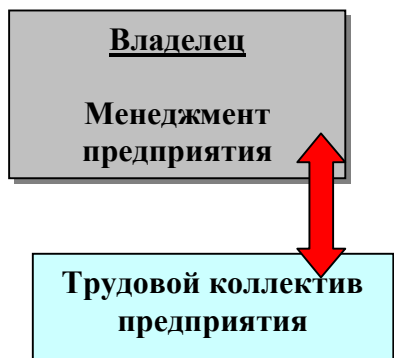 Владелец
Менеджмент
предприятия
Трудовой коллектив
предприятия